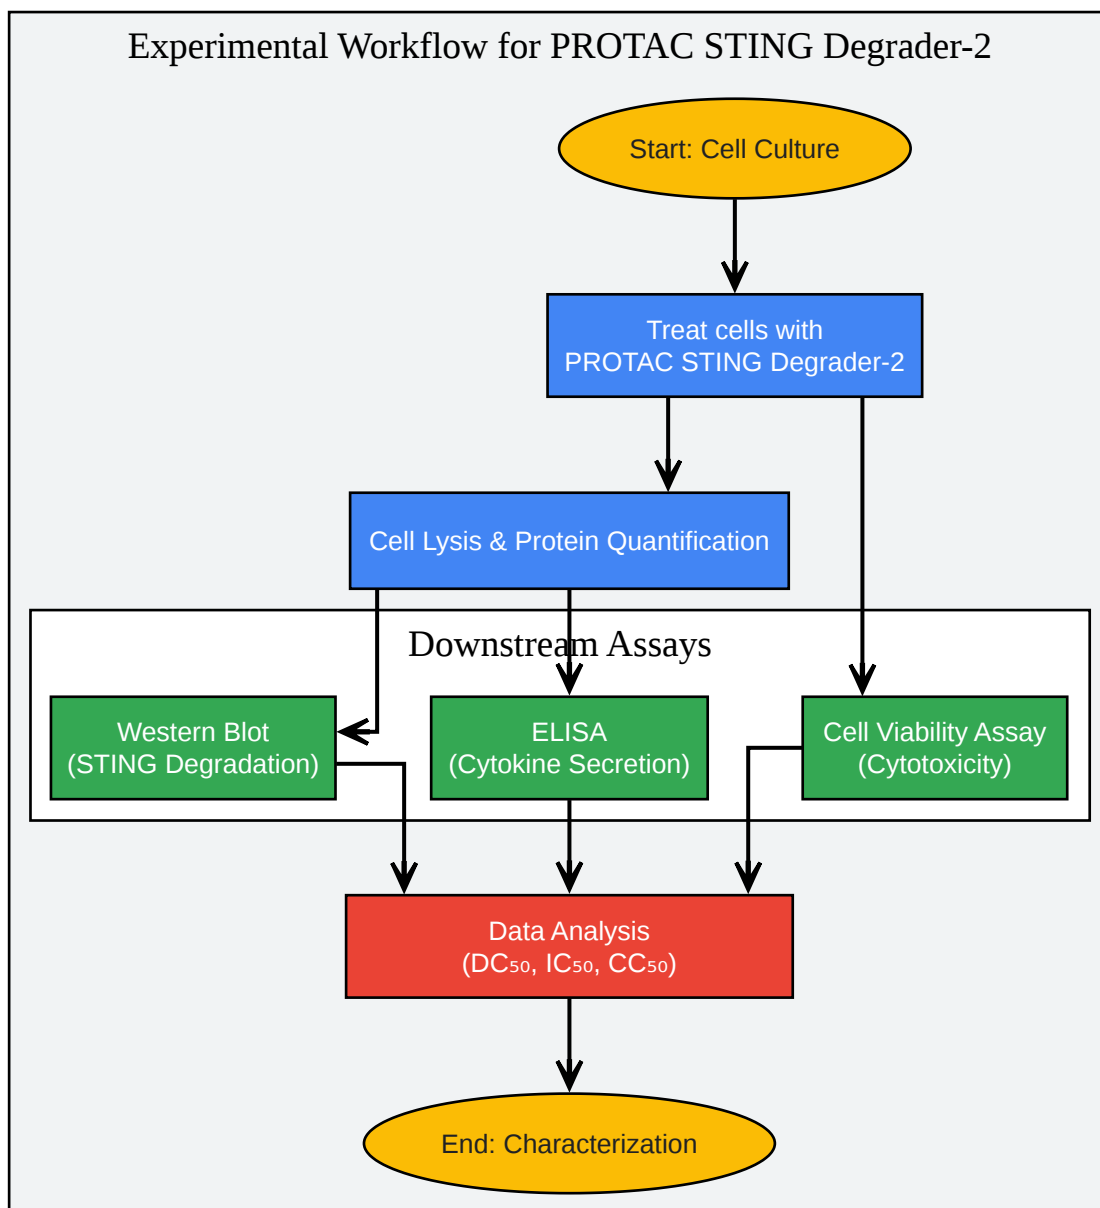 Experimental Workflow for PROTAC STING Degrader-2
Start: Cell Culture
Treat cells with
PROTAC STING Degrader-2
Cell Lysis & Protein Quantification
Downstream Assays
Western Blot
(STING Degradation)
ELISA
(Cytokine Secretion)
Cell Viability Assay
(Cytotoxicity)
Data Analysis
(DC₅₀, IC₅₀, CC₅₀)
End: Characterization